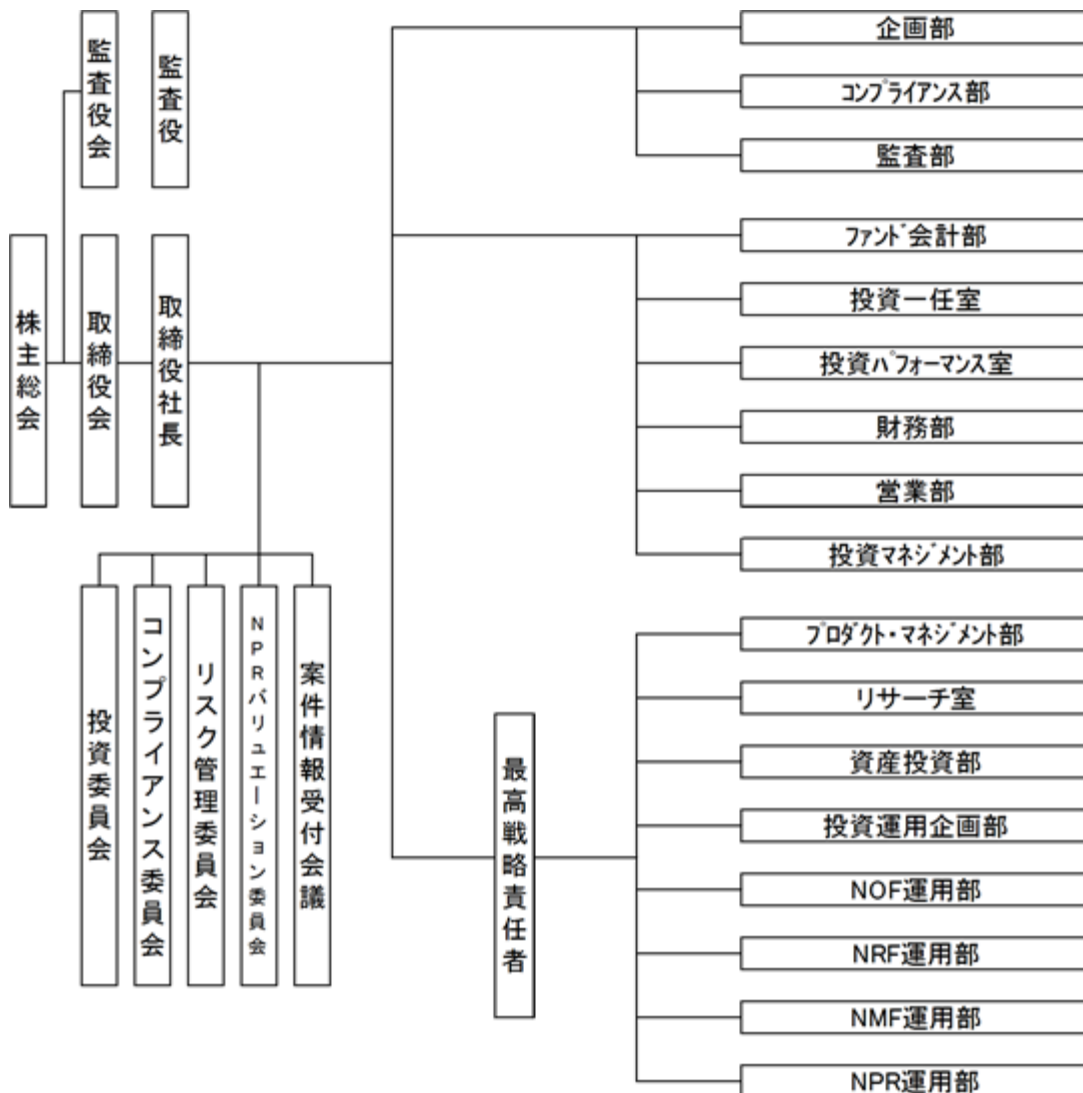 監査役会
監査役
株主総会
取締役会
取締役社長
投資委員会
コンプライアンス委員会
リスク管理委員会
NPRバリュエーション委員会
案件情報受付会議
最高戦略責任者
企画部
コンプライアンス部
監査部
ファンド会計部
投資一任室
投資パフォーマンス室
財務部
営業部
投資マネジメント部
プロダクト・マネジメント部
リサーチ室
資産投資部
投資運用企画部
NOF運用部
NRF運用部
NMF運用部
NPR運用部